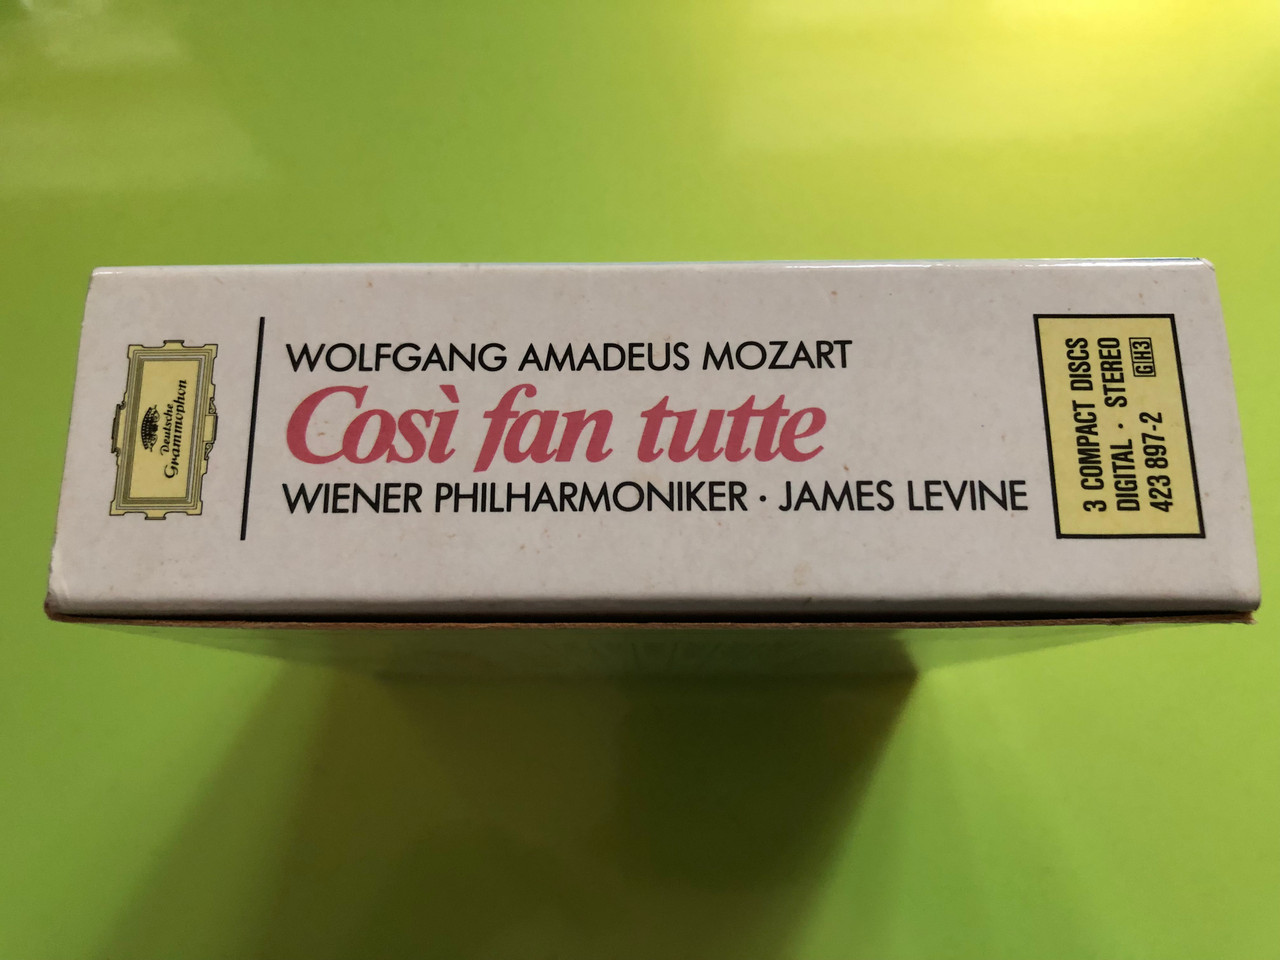 Deutsche
Grammophon
WOLFGANG AMADEUS MOZART
Così fan tutte
WIENER PHILHARMONIKER · JAMES LEVINE
3 COMPACT DISCS
DIGITAL · STEREO
423 897-2 GH3